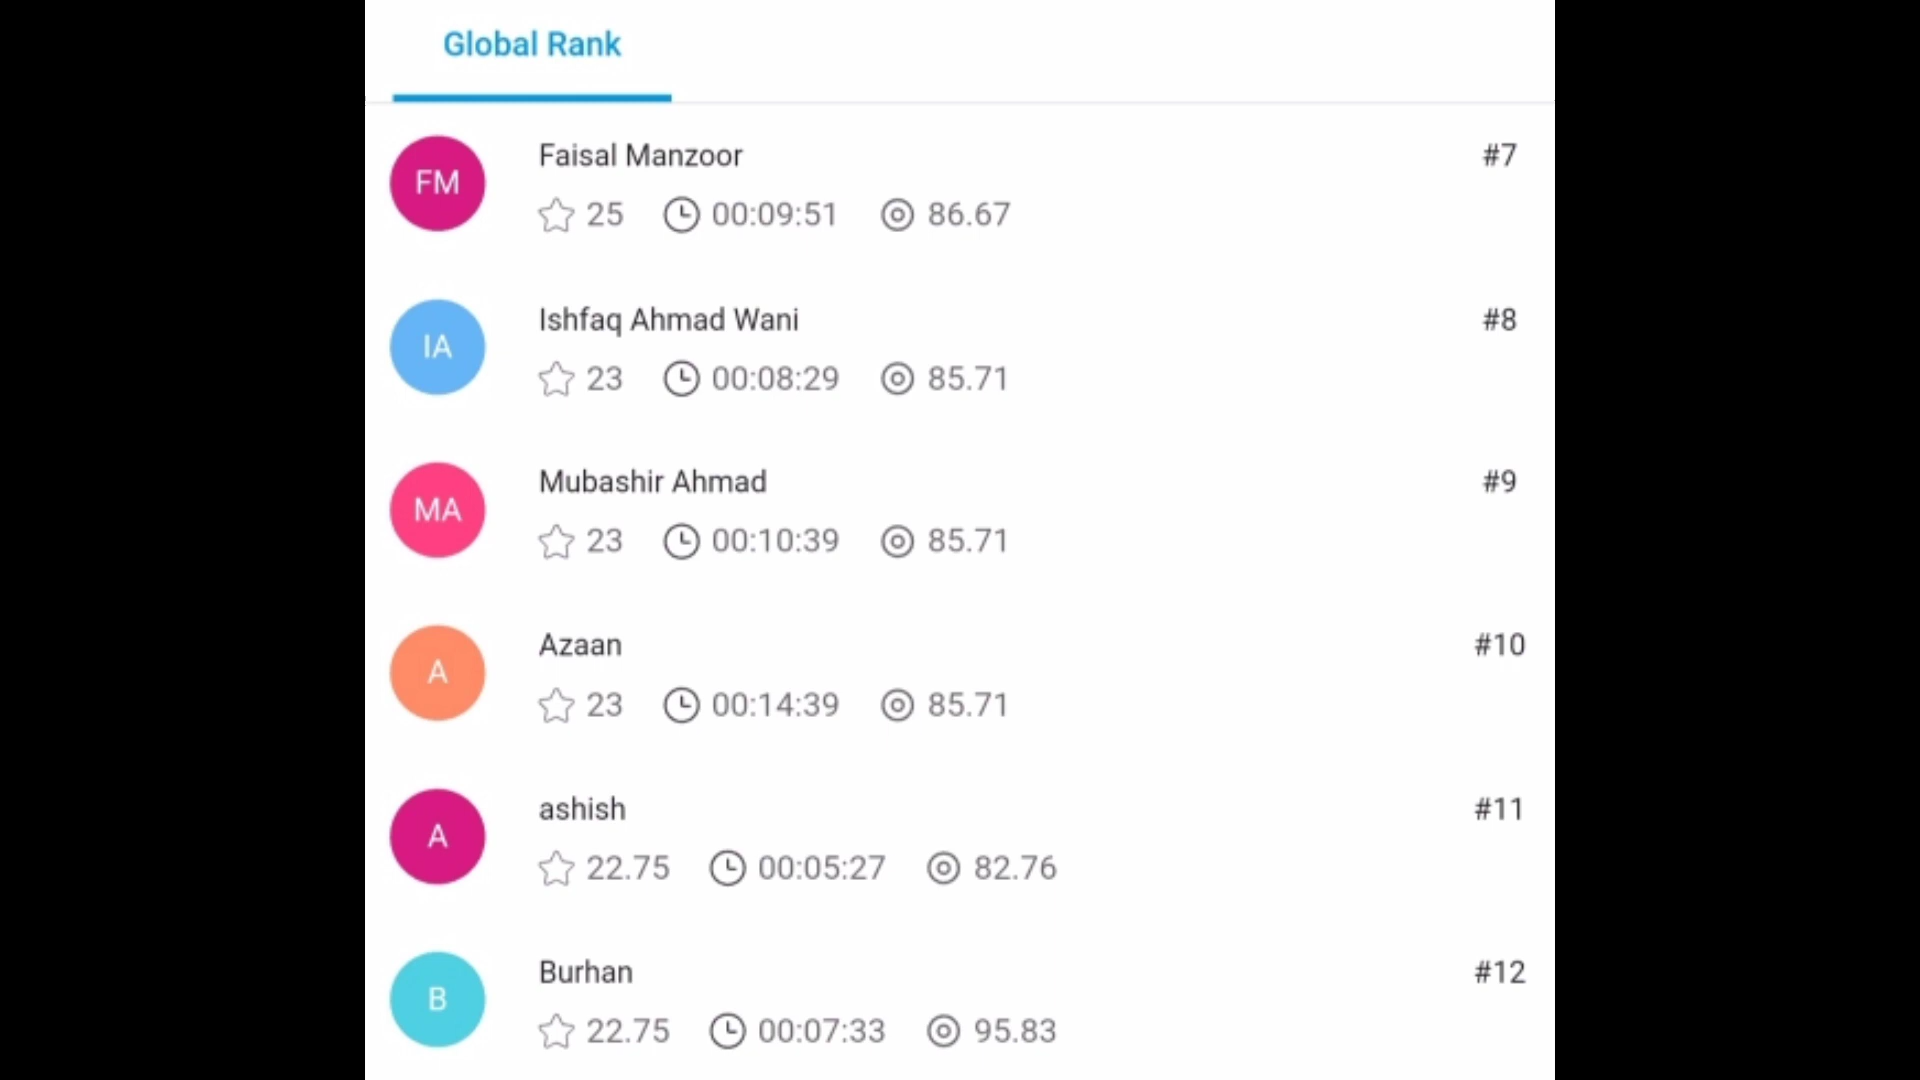 Global Rank
FM
Faisal Manzoor
#7
25 00:09:51 86.67
IA
Ishfaq Ahmad Wani
#8
23 00:08:29 85.71
MA
Mubashir Ahmad
#9
23 00:10:39 85.71
A
Azaan
#10
23 00:14:39 85.71
A
ashish
#11
22.75 00:05:27 82.76
B
Burhan
#12
22.75 00:07:33 95.83